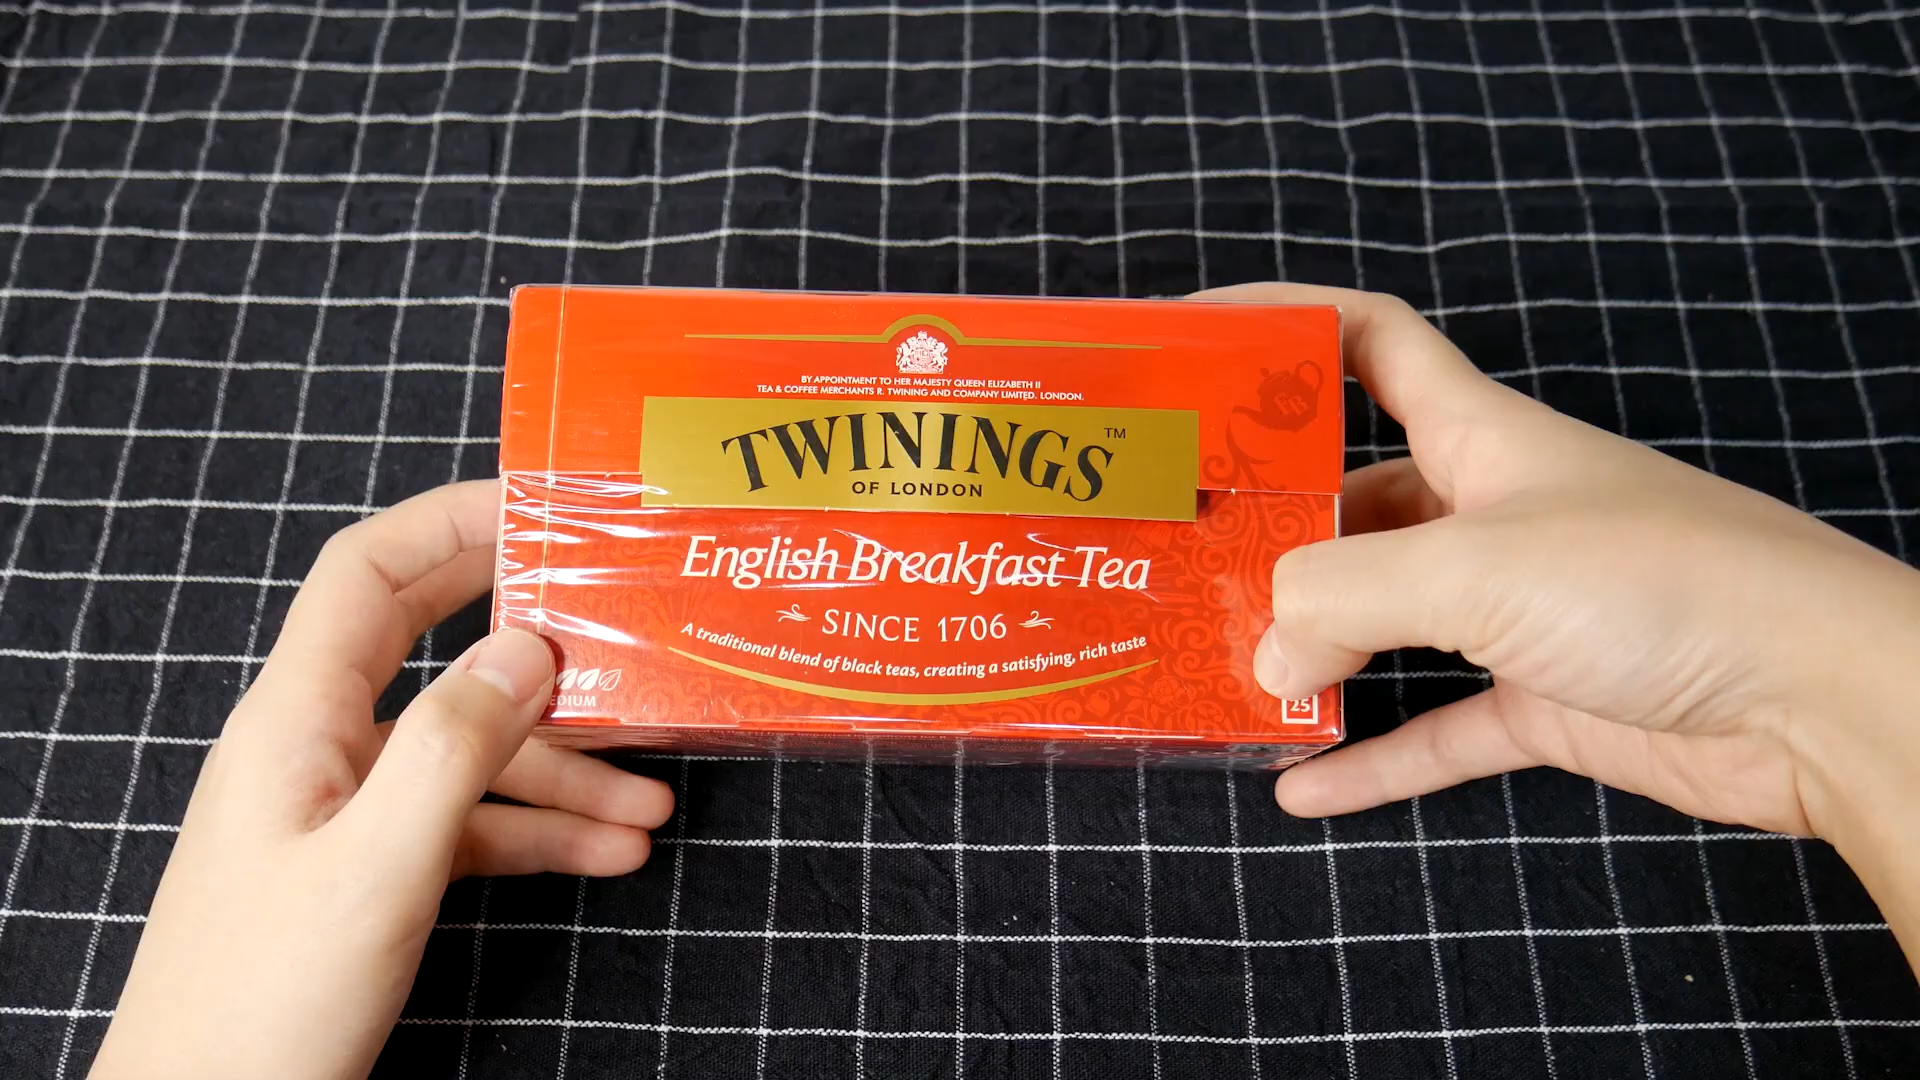 BY APPOINTMENT TO HER MAJESTY QUEEN ELIZABETH II
TEA & COFFEE MERCHANTS R. TWINING AND COMPANY LIMITED. LONDON.
TWININGS™
OF LONDON
English Breakfast Tea
SINCE 1706
A traditional blend of black teas, creating a satisfying, rich taste
25